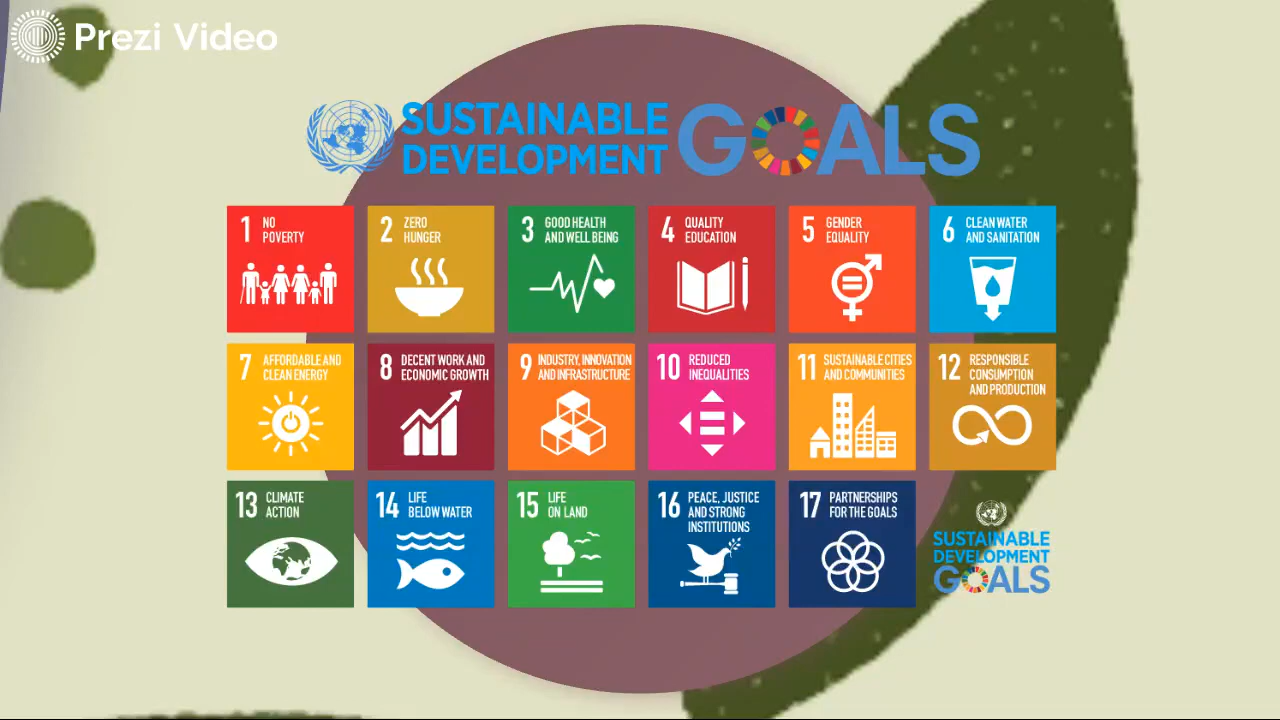 Prezi Video
SUSTAINABLE
DEVELOPMENT
GOALS
1 NO
POVERTY
2 ZERO
HUNGER
3 GOOD HEALTH
AND WELL BEING
4 QUALITY
EDUCATION
5 GENDER
EQUALITY
6 CLEAN WATER
AND SANITATION
7 AFFORDABLE AND
CLEAN ENERGY
8 DECENT WORK AND
ECONOMIC GROWTH
9 INDUSTRY, INNOVATION
AND INFRASTRUCTURE
10 REDUCED
INEQUALITIES
11 SUSTAINABLE CITIES
AND COMMUNITIES
12 RESPONSIBLE
CONSUMPTION
AND PRODUCTION
13 CLIMATE
ACTION
14 LIFE
BELOW WATER
15 LIFE
ON LAND
16 PEACE, JUSTICE
AND STRONG
INSTITUTIONS
17 PARTNERSHIPS
FOR THE GOALS
SUSTAINABLE
DEVELOPMENT
GOALS